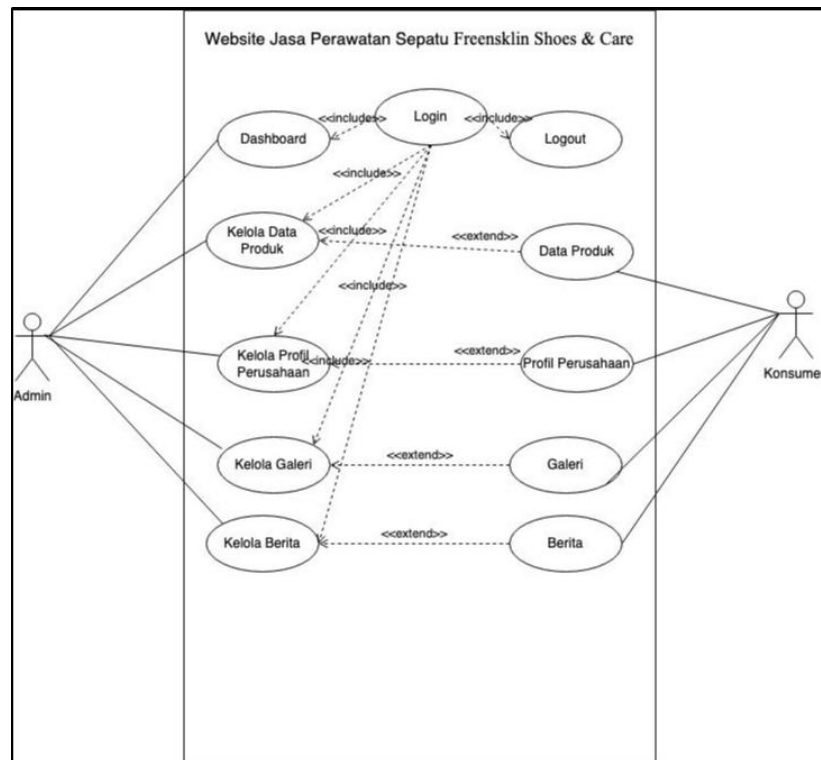 Website Jasa Perawatan Sepatu Freensklin Shoes & Care
<<include>>
Login
<<include>>
Dashboard
Logout
<<include>>
Kelola Data
Produk
<<include>>
<<extend>>
Data Produk
<<include>>
Admin
Kelola Profil
Perusahaan
<<include>>
<<extend>>
Profil Perusahaan
Konsume
Kelola Galeri
<<extend>>
Galeri
Kelola Berita
<<extend>>
Berita